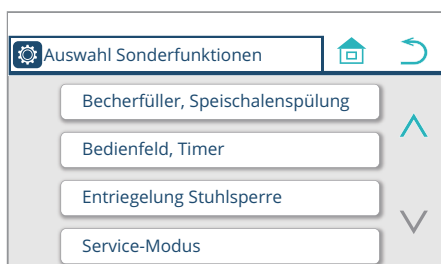 Auswahl Sonderfunktionen
Becherfüller, Speischalenspülung
Bedienfeld, Timer
Entriegelung Stuhlsperre
Service-Modus